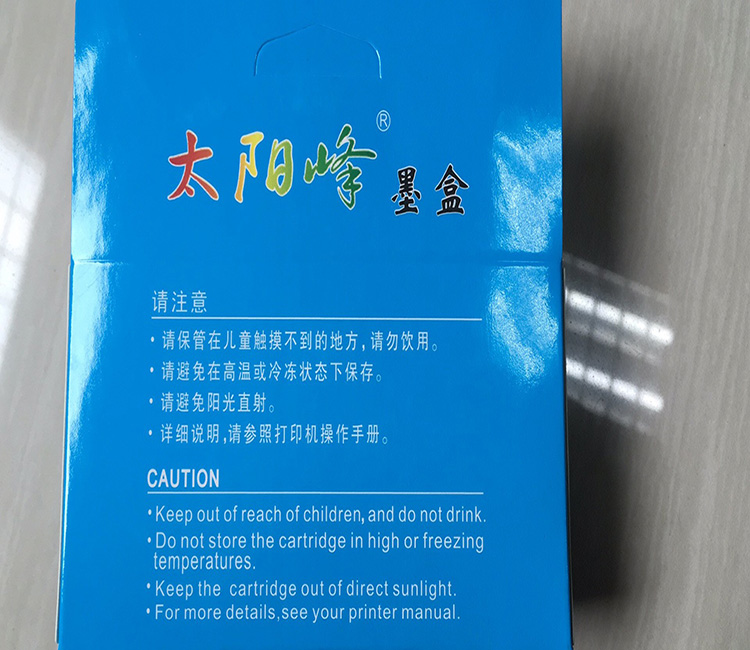 太阳峰® 墨盒
请注意
·请保管在儿童触摸不到的地方,请勿饮用。
·请避免在高温或冷冻状态下保存。
·请避免阳光直射。
·详细说明,请参照打印机操作手册。
CAUTION
·Keep out of reach of children, and do not drink.
·Do not store the cartridge in high or freezing
temperatures.
·Keep the cartridge out of direct sunlight.
·For more details,see your printer manual.